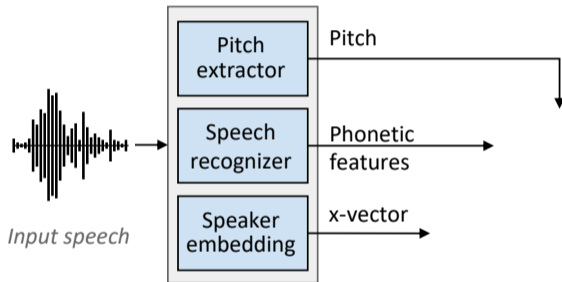 Pitch
extractor
Pitch
Speech
recognizer
Phonetic
features
Speaker
embedding
x-vector
Input speech